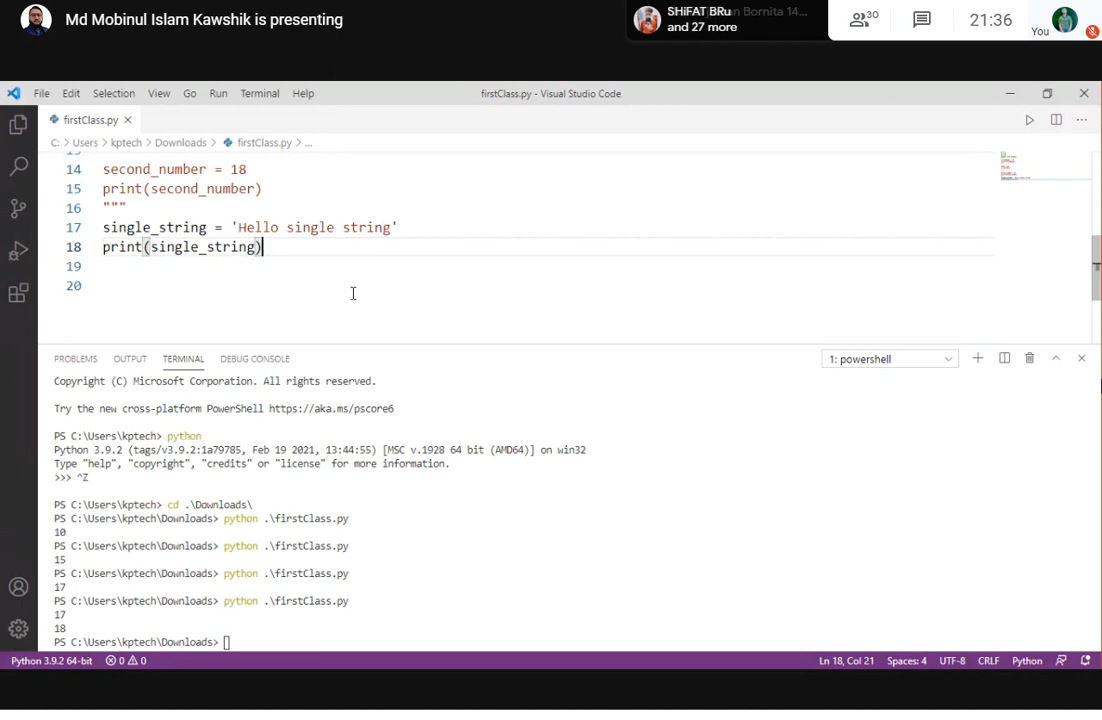 Md Mobinul Islam Kawshik is presenting
SHiFAT BRu Bornita 14...
and 27 more
30
21:36
You
File Edit Selection View Go Run Terminal Help
firstClass.py - Visual Studio Code
firstClass.py
C: > Users > kptech > Downloads > firstClass.py > ...
14 second_number = 18
15 print(second_number)
16 """
17 single_string = 'Hello single string'
18 print(single_string)
19
20
PROBLEMS OUTPUT TERMINAL DEBUG CONSOLE
1: powershell
Copyright (C) Microsoft Corporation. All rights reserved.
Try the new cross-platform PowerShell https://aka.ms/pscore6
PS C:\Users\kptech> python
Python 3.9.2 (tags/v3.9.2:1a79785, Feb 19 2021, 13:44:55) [MSC v.1928 64 bit (AMD64)] on win32
Type "help", "copyright", "credits" or "license" for more information.
>>> ^Z
PS C:\Users\kptech> cd .\Downloads\
PS C:\Users\kptech\Downloads> python .\firstClass.py
10
PS C:\Users\kptech\Downloads> python .\firstClass.py
15
PS C:\Users\kptech\Downloads> python .\firstClass.py
17
PS C:\Users\kptech\Downloads> python .\firstClass.py
17
18
PS C:\Users\kptech\Downloads>
Python 3.9.2 64-bit 0 0
Ln 18, Col 21 Spaces: 4 UTF-8 CRLF Python